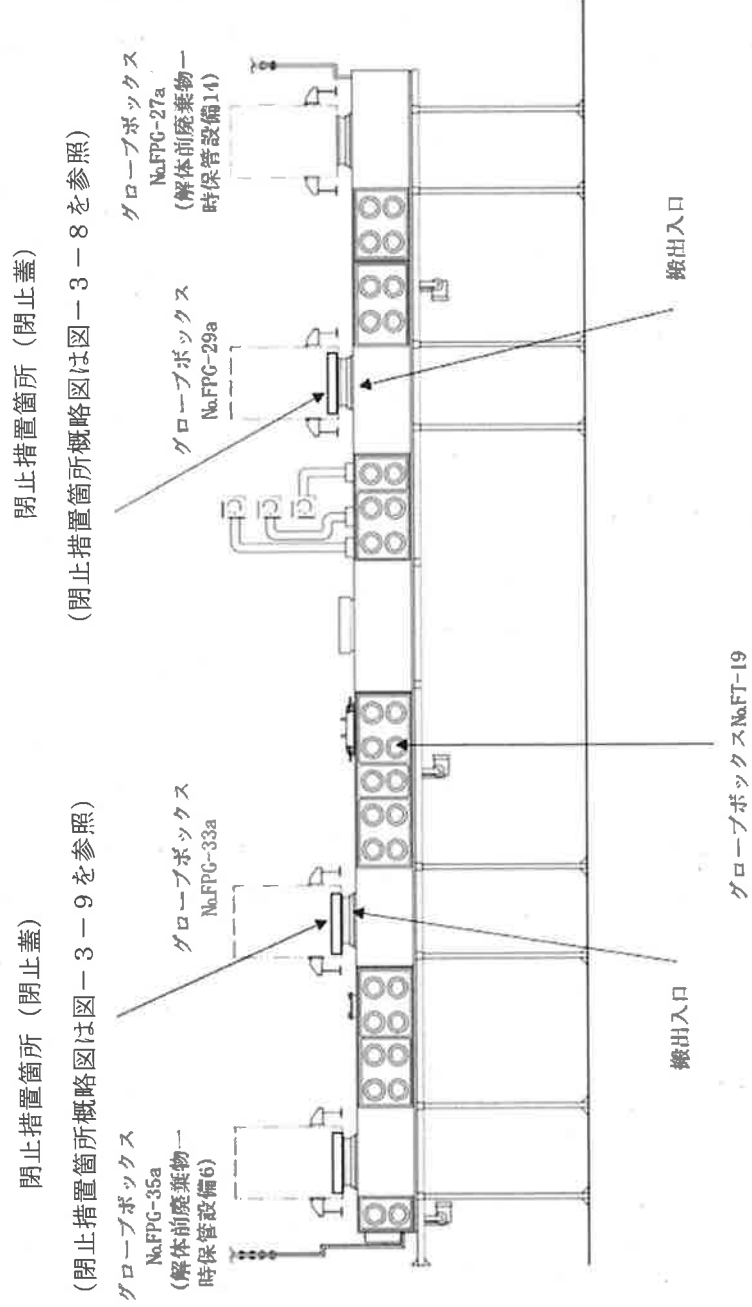 閉止措置箇所（閉止蓋）
（閉止措置箇所概略図は図－３－９を参照）
グローブボックス
No.FPG-35a
(解体前廃棄物一
時保管設備6)
グローブボックス
No.FPG-33a
閉止措置箇所（閉止蓋）
（閉止措置箇所概略図は図－３－８を参照）
グローブボックス
No.FPG-29a
グローブボックス
No.FPG-27a
(解体前廃棄物一
時保管設備14)
搬出入口
グローブボックスNo.FT-19
搬出入口